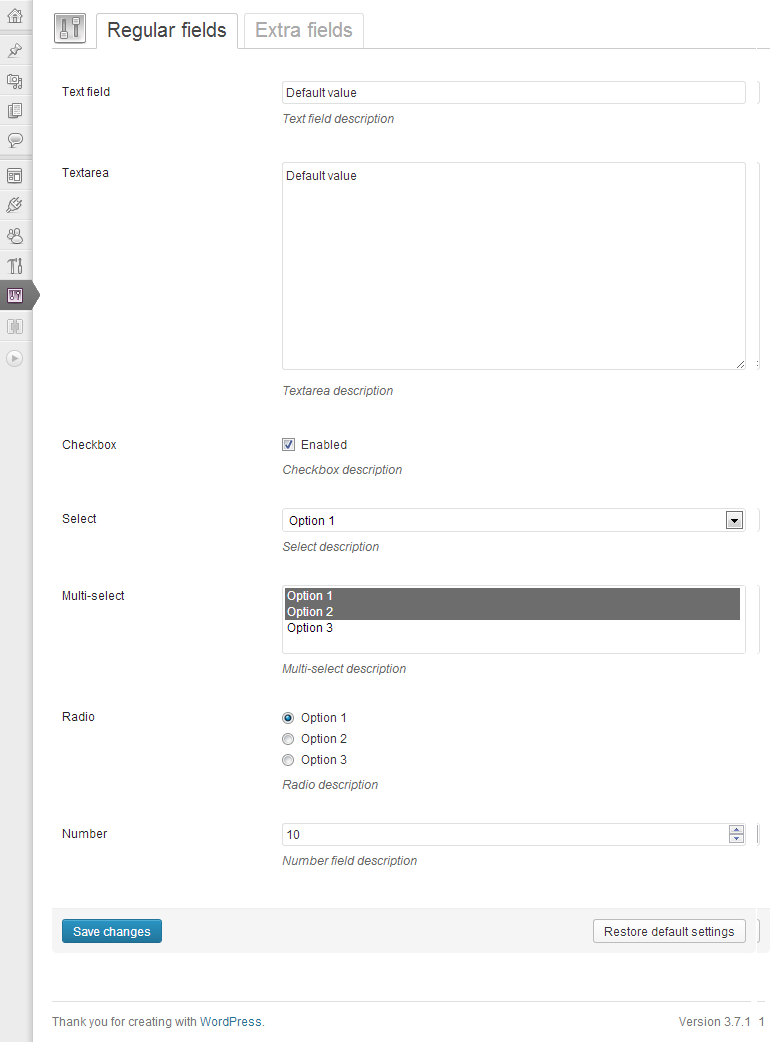 Regular fields Extra fields
Text field Default value
Text field description
Textarea Default value
Textarea description
Checkbox Enabled
Checkbox description
Select Option 1
Select description
Multi-select Option 1
Option 2
Option 3
Multi-select description
Radio Option 1
Option 2
Option 3
Radio description
Number 10
Number field description
Save changes Restore default settings
Thank you for creating with WordPress. Version 3.7.1 1